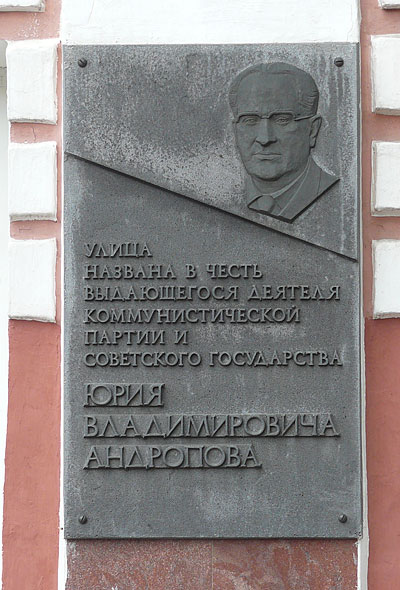 УЛИЦА
НАЗВАНА В ЧЕСТЬ
ВЫДАЮЩЕГОСЯ ДЕЯТЕЛЯ
КОММУНИСТИЧЕСКОЙ
ПАРТИИ И
СОВЕТСКОГО ГОСУДАРСТВА
ЮРИЯ
ВЛАДИМИРОВИЧА
АНДРОПОВА